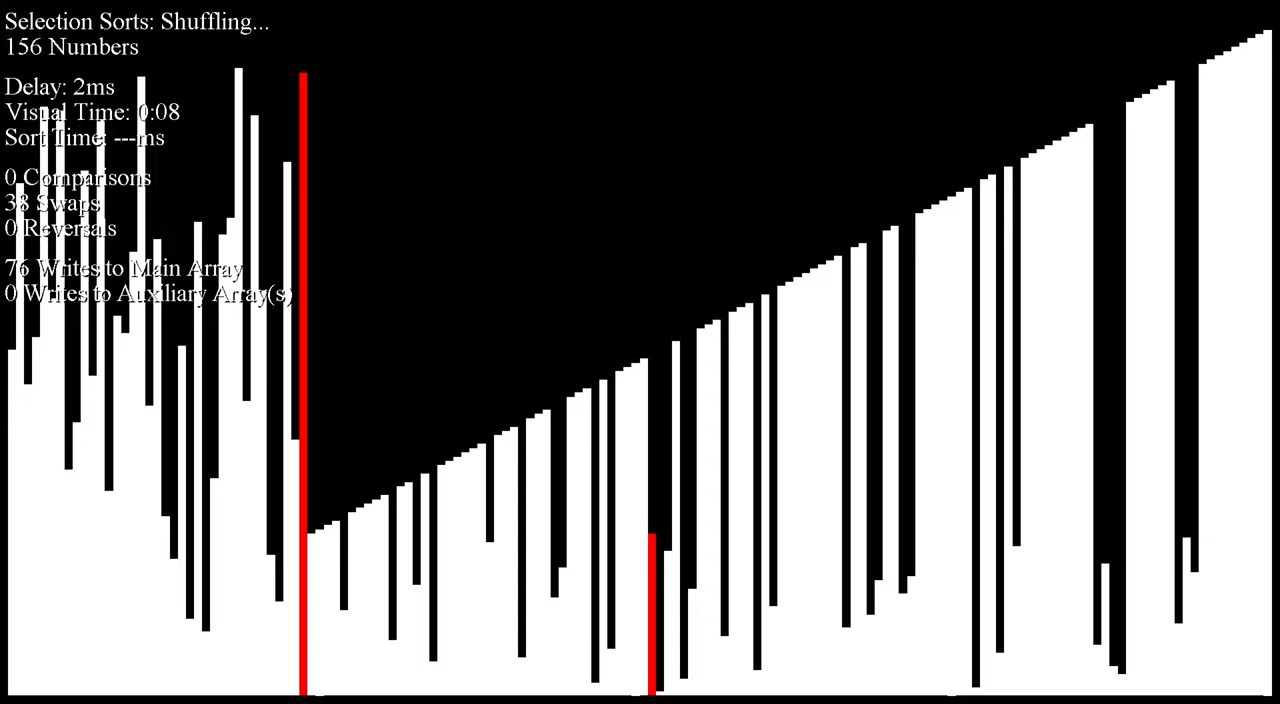 Selection Sorts: Shuffling...
156 Numbers
Delay: 2ms
Visual Time: 0:08
Sort Time: ---ms
0 Comparisons
38 Swaps
0 Reversals
76 Writes to Main Array
0 Writes to Auxiliary Array(s)